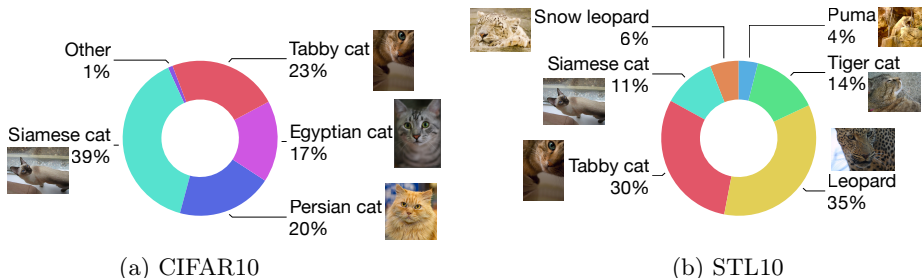 Other
1%
Tabby cat
23%
Siamese cat
39%
Egyptian cat
17%
Persian cat
20%
(a) CIFAR10
Snow leopard
6%
Puma
4%
Siamese cat
11%
Tiger cat
14%
Tabby cat
30%
Leopard
35%
(b) STL10